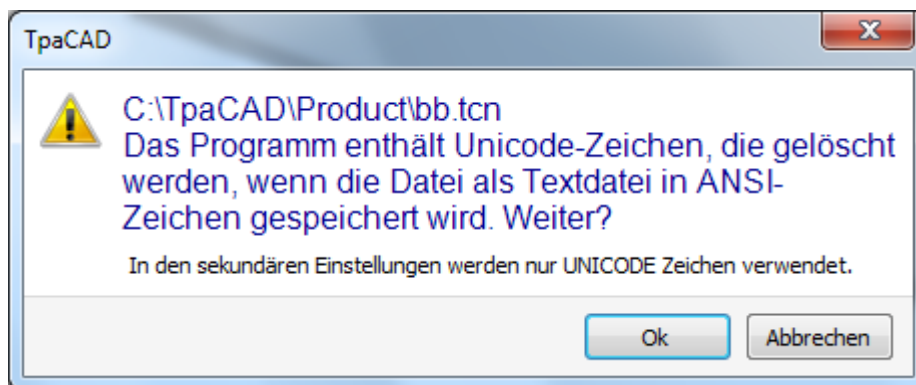 TpaCAD
C:\TpaCAD\Product\bb.tcn
Das Programm enthält Unicode-Zeichen, die gelöscht
werden, wenn die Datei als Textdatei in ANSI-
Zeichen gespeichert wird. Weiter?
In den sekundären Einstellungen werden nur UNICODE Zeichen verwendet.
Ok
Abbrechen